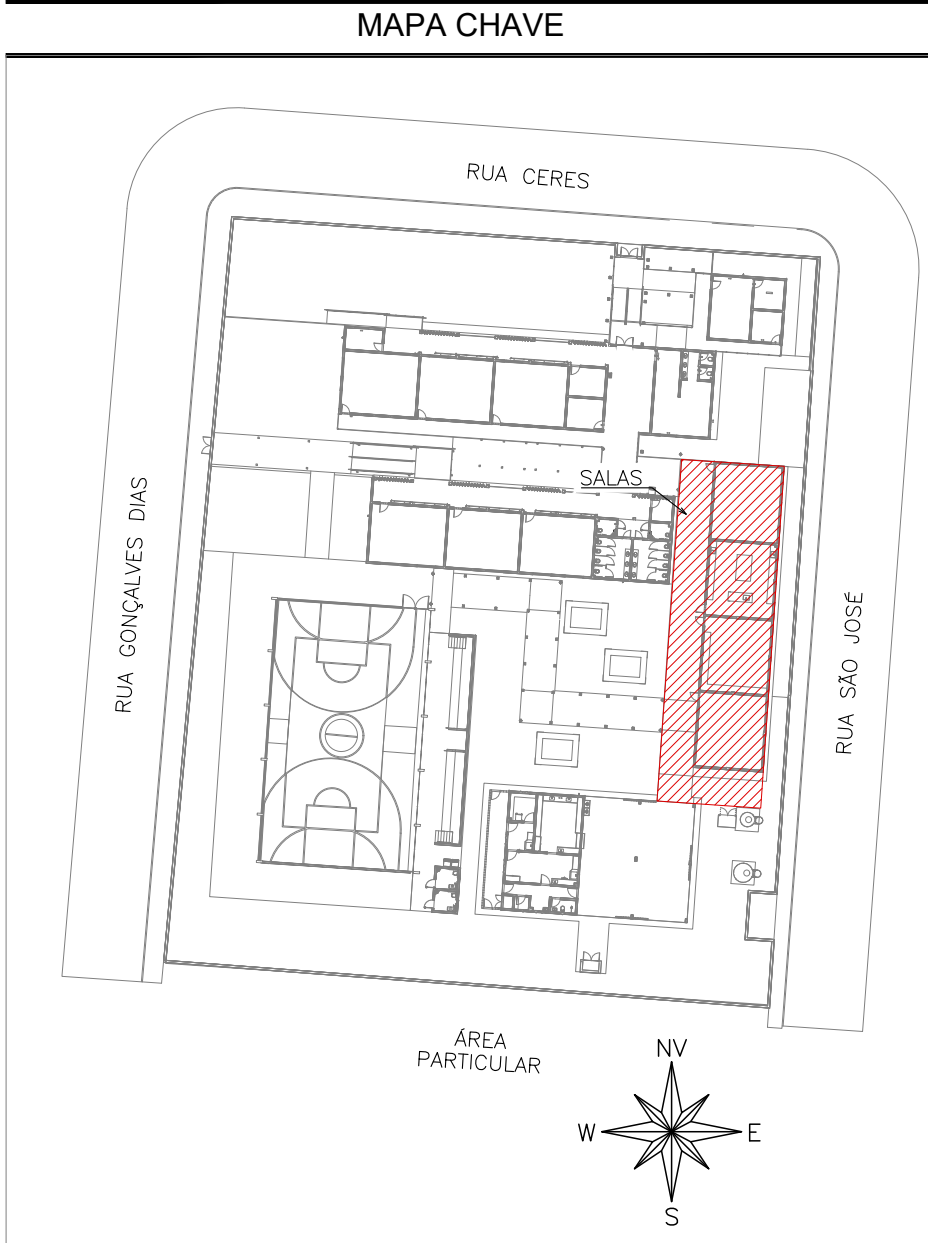 MAPA CHAVE
RUA CERES
SALAS
RUA GONÇALVES DIAS
RUA SÃO JOSÉ
ÁREA
PARTICULAR
NV
W
E
S